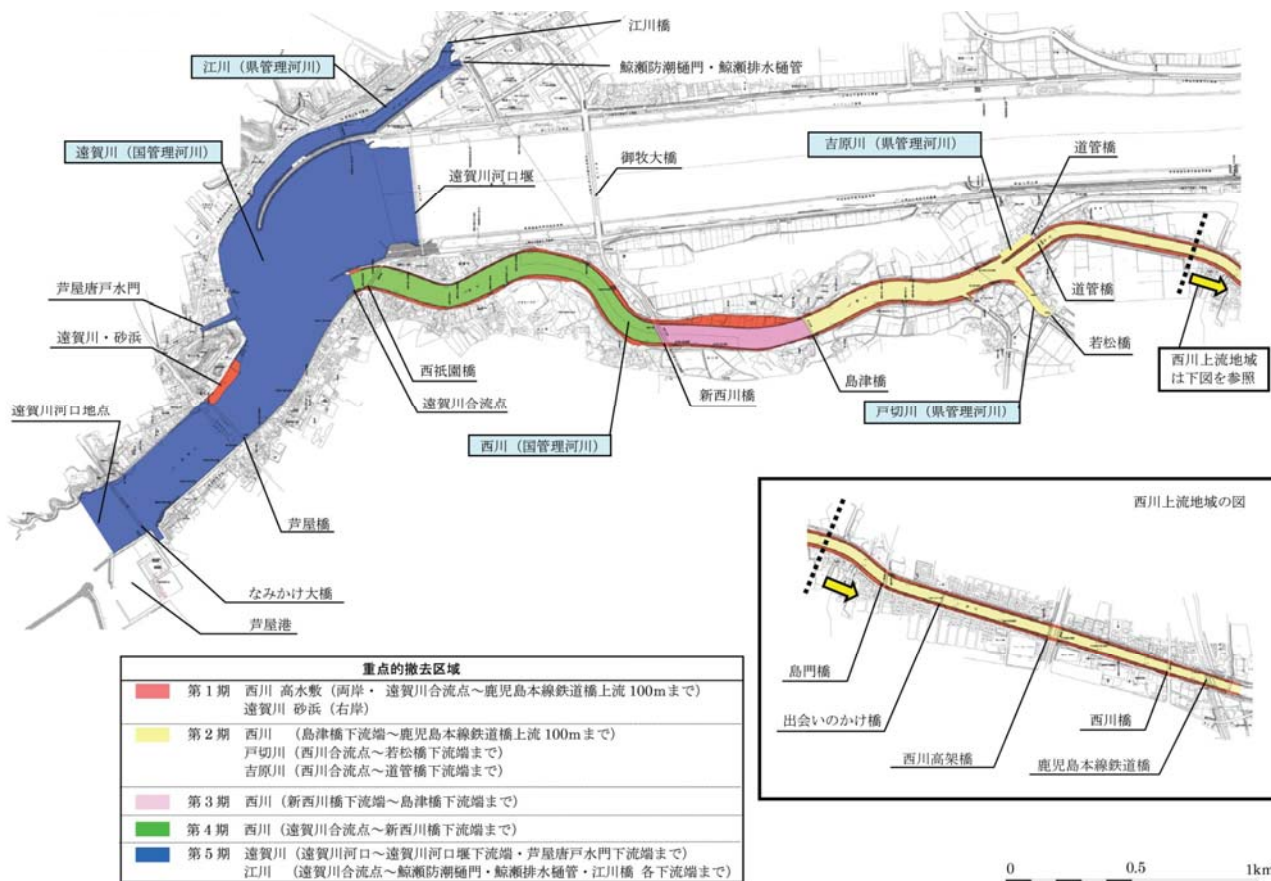 江川橋
江川（県管理河川）
鯨瀬防潮樋門・鯨瀬排水樋管
遠賀川（国管理河川）
御牧大橋
吉原川（県管理河川）
道管橋
遠賀川河口堰
芦屋唐戸水門
道管橋
遠賀川・砂浜
若松橋
西祇園橋
島津橋
西川上流地域
は下図を参照
遠賀川河口地点
遠賀川合流点
新西川橋
戸切川（県管理河川）
西川（国管理河川）
芦屋橋
なみかけ大橋
芦屋港
西川上流地域の図
島門橋
出会いのかけ橋
西川橋
西川高架橋
鹿児島本線鉄道橋
重点的撤去区域
第1期 西川 高水敷（両岸・ 遠賀川合流点～鹿児島本線鉄道橋上流 100mまで）
遠賀川 砂浜（右岸）
第2期 西川 （島津橋下流端～鹿児島本線鉄道橋上流 100mまで）
戸切川（西川合流点～若松橋下流端まで）
吉原川（西川合流点～道管橋下流端まで）
第3期 西川（新西川橋下流端～島津橋下流端まで）
第4期 西川（遠賀川合流点～新西川橋下流端まで）
第5期 遠賀川（遠賀川河口～遠賀川河口堰下流端・芦屋唐戸水門下流端まで）
江川 （遠賀川合流点～鯨瀬防潮樋門・鯨瀬排水樋管・江川橋 各下流端まで）
0 0.5 1km